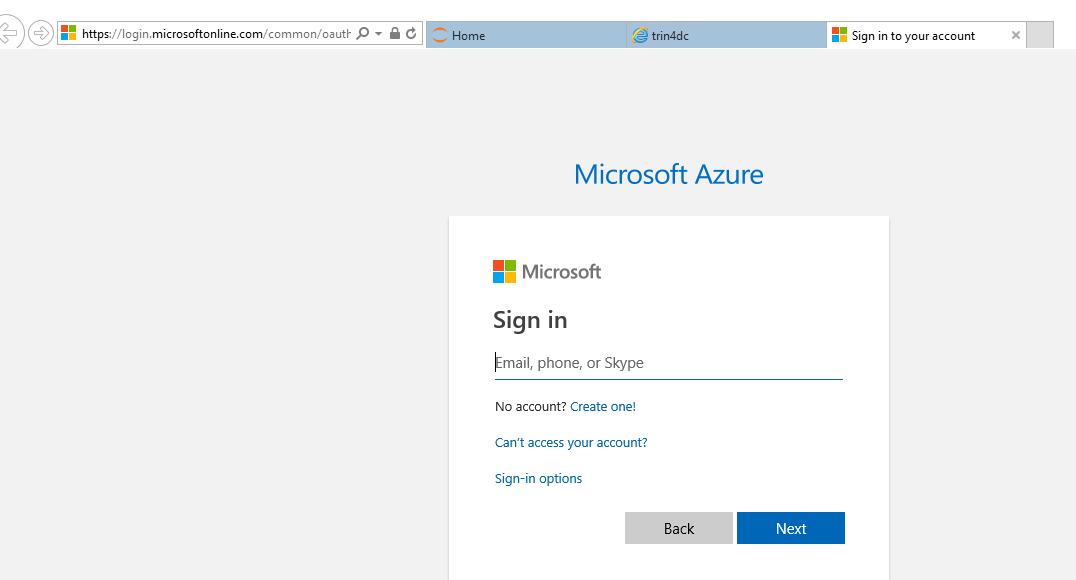 https://login.microsoftonline.com/common/oauth
Home
trin4dc
Sign in to your account
Microsoft Azure
Microsoft
Sign in
Email, phone, or Skype
No account? Create one!
Can't access your account?
Sign-in options
Back
Next